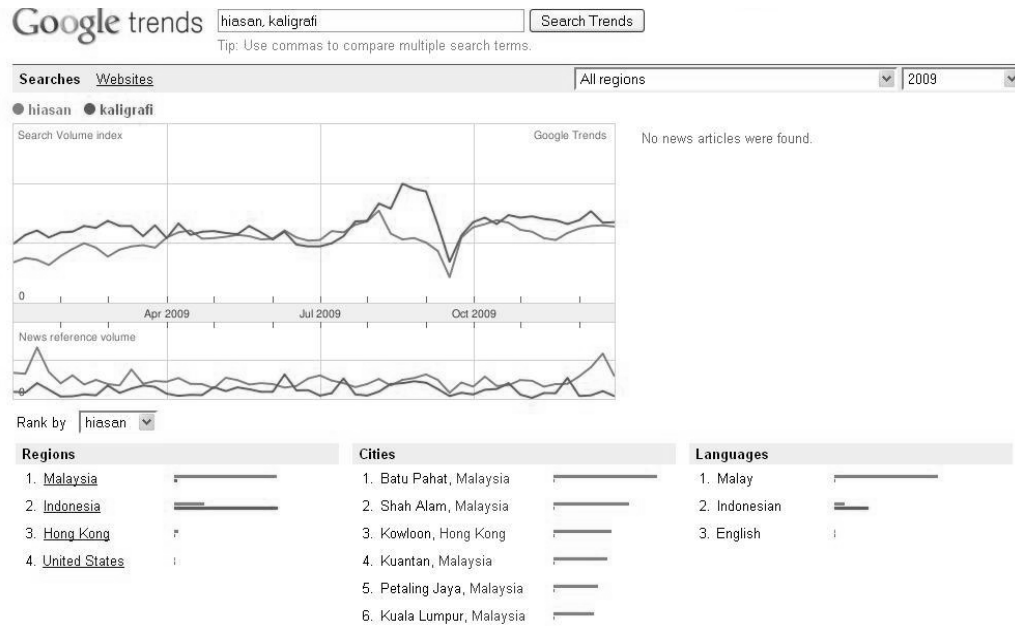 Google trends
hiasan, kaligrafi
Search Trends
Tip: Use commas to compare multiple search terms.
Searches Websites
All regions
2009
hiasan kaligrafi
Search Volume index
Google Trends
No news articles were found.
0
Apr 2009
Jul 2009
Oct 2009
News reference volume
0
Rank by hiasan
Regions
1. Malaysia
2. Indonesia
3. Hong Kong
4. United States
Cities
1. Batu Pahat, Malaysia
2. Shah Alam, Malaysia
3. Kowloon, Hong Kong
4. Kuantan, Malaysia
5. Petaling Jaya, Malaysia
6. Kuala Lumpur, Malaysia
Languages
1. Malay
2. Indonesian
3. English